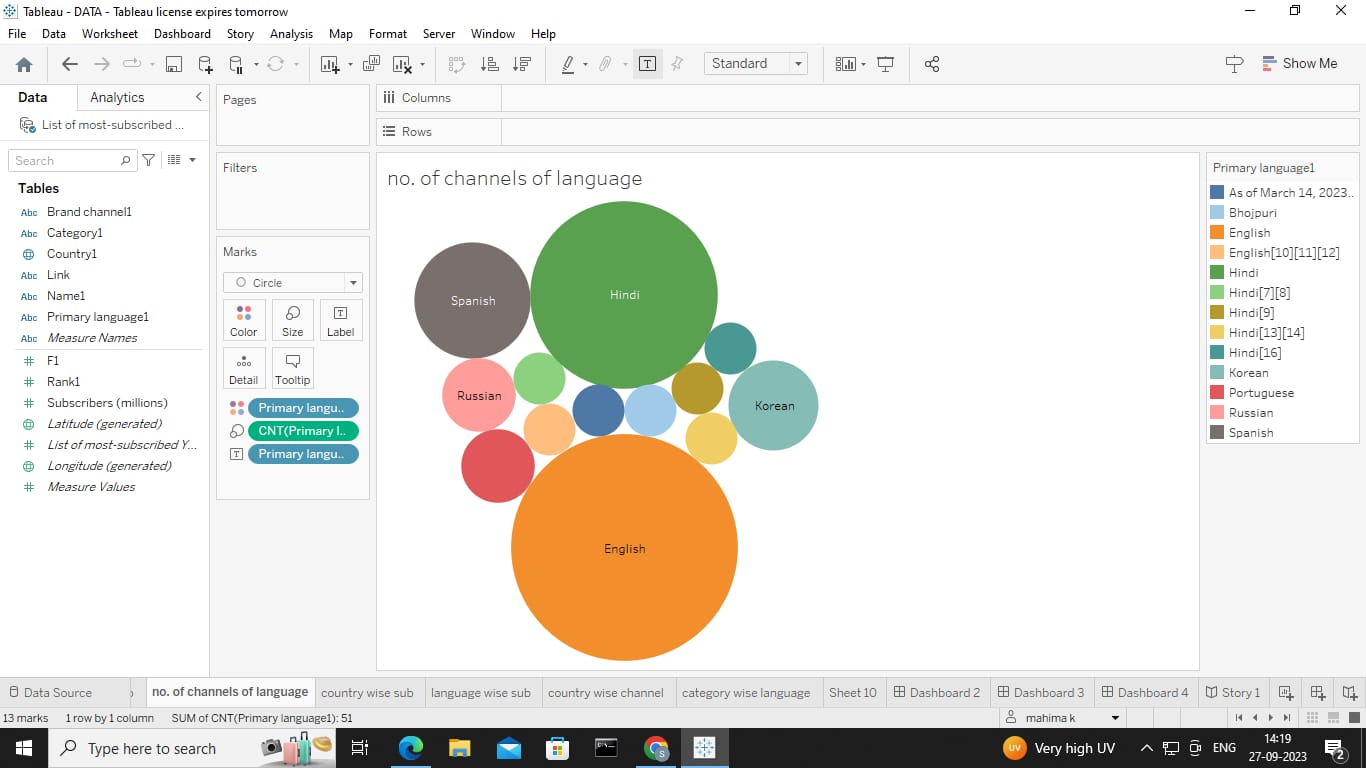 Tableau - DATA - Tableau license expires tomorrow
File Data Worksheet Dashboard Story Analysis Map Format Server Window Help
Standard
Show Me
Data Analytics
List of most-subscribed ...
Search
Tables
Abc Brand channel1
Abc Category1
Country1
Abc Link
Abc Name1
Abc Primary language1
Abc Measure Names
F1
Rank1
Subscribers (millions)
Latitude (generated)
List of most-subscribed Y...
Longitude (generated)
Measure Values
Pages
Filters
Marks
Circle
Color Size Label
Detail Tooltip
Primary langu..
CNT(Primary l..
Primary langu..
Columns
Rows
no. of channels of language
Spanish
Hindi
Russian
Korean
English
Primary language1
As of March 14, 2023..
Bhojpuri
English
English[10][11][12]
Hindi
Hindi[7][8]
Hindi[9]
Hindi[13][14]
Hindi[16]
Korean
Portuguese
Russian
Spanish
Data Source no. of channels of language country wise sub language wise sub country wise channel category wise language Sheet 10 Dashboard 2 Dashboard 3 Dashboard 4 Story 1
13 marks 1 row by 1 column SUM of CNT(Primary language1): 51 mahima k
Type here to search
UV Very high UV
ENG
14:19
27-09-2023
2